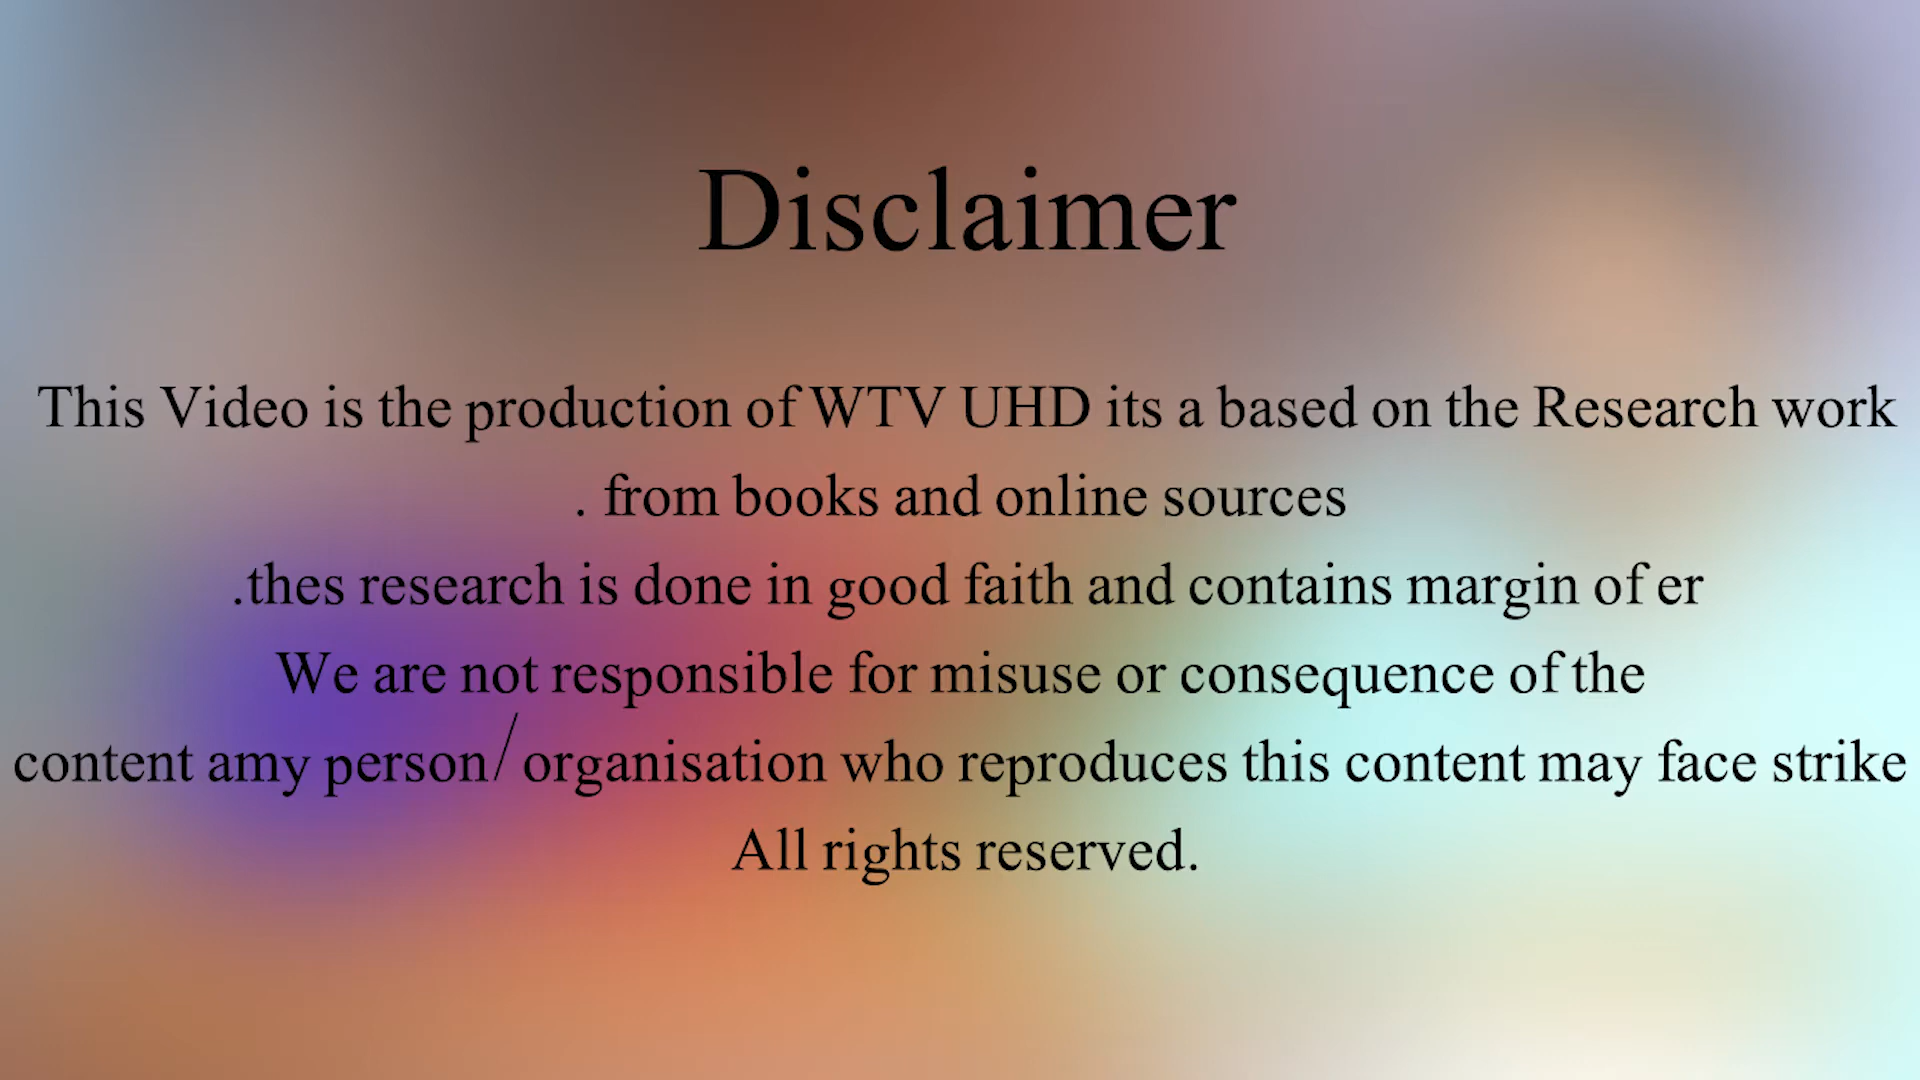 Disclaimer
This Video is the production of WTV UHD its a based on the Research work
. from books and online sources
.thes research is done in good faith and contains margin of er
We are not responsible for misuse or consequence of the
content amy person/ organisation who reproduces this content may face strike
All rights reserved.